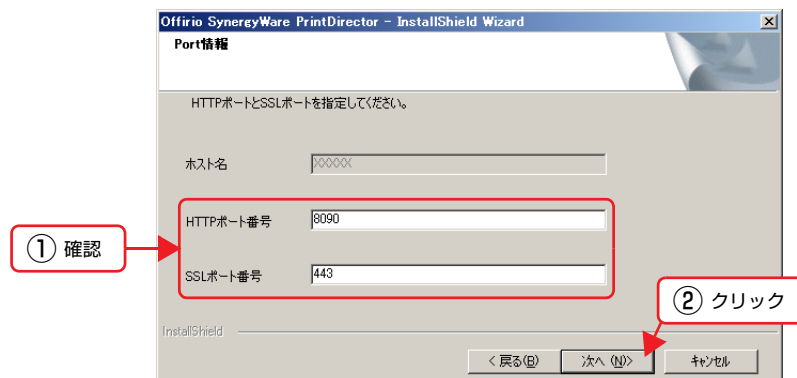 Offirio SynergyWare PrintDirector - InstallShield Wizard
Port情報
HTTPポートとSSLポートを指定してください。
ホスト名 XXXXX
HTTPポート番号 8090
① 確認
SSLポート番号 443
② クリック
InstallShield
< 戻る(B) 次へ (N)> キャンセル